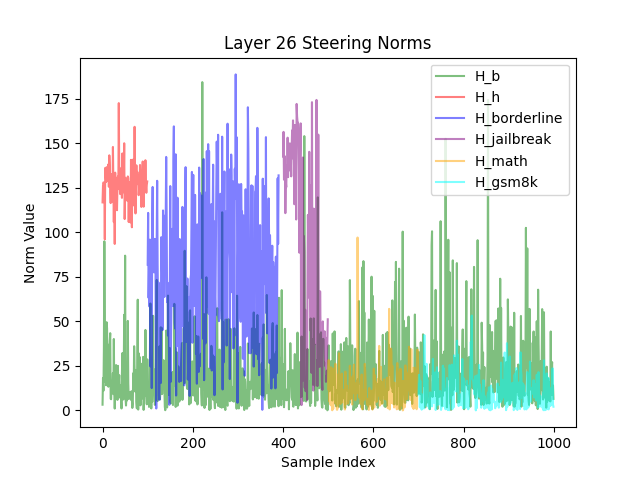 Layer 26 Steering Norms
Norm Value
175
150
125
100
75
50
25
0
0
200
400
600
800
1000
Sample Index
H_b
H_h
H_borderline
H_jailbreak
H_math
H_gsm8k